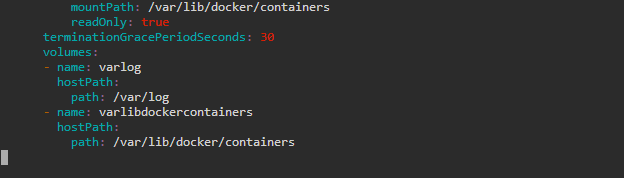 mountPath: /var/lib/docker/containers
readOnly: true
terminationGracePeriodSeconds: 30
volumes:
- name: varlog
hostPath:
path: /var/log
- name: varlibdockercontainers
hostPath:
path: /var/lib/docker/containers